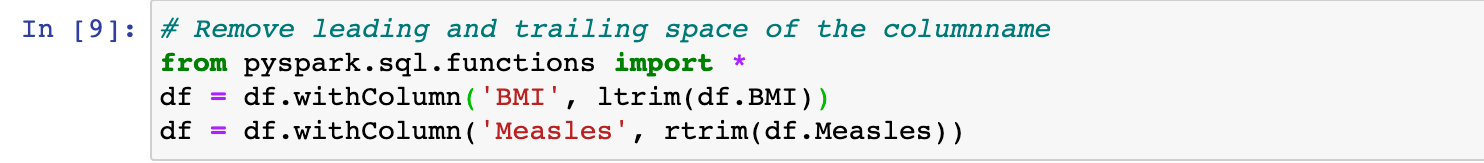 In [9]: # Remove leading and trailing space of the columnname
from pyspark.sql.functions import *
df = df.withColumn('BMI', ltrim(df.BMI))
df = df.withColumn('Measles', rtrim(df.Measles))